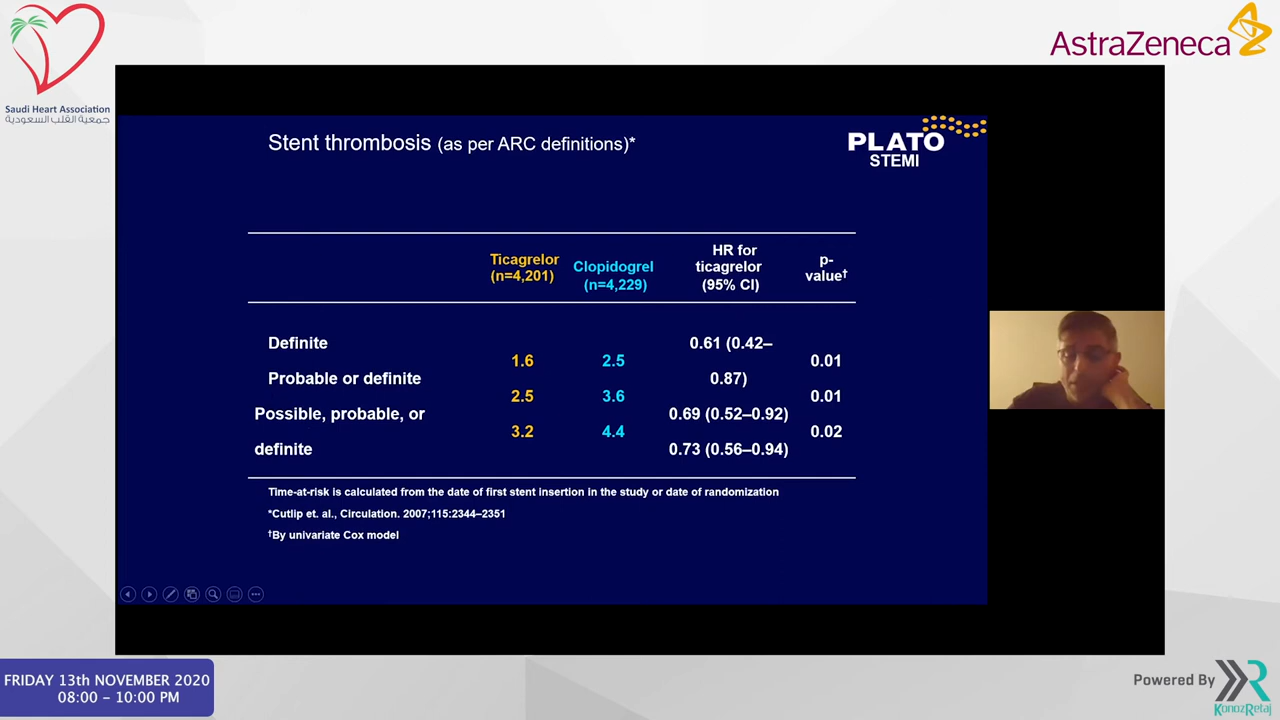 Saudi Heart Association
جمعية القلب السعودية
AstraZeneca
Stent thrombosis (as per ARC definitions)*
PLATO
STEMI
Ticagrelor
(n=4,201)
Clopidogrel
(n=4,229)
HR for
ticagrelor
(95% CI)
p-
value†
Definite
Probable or definite
Possible, probable, or
definite
1.6
2.5
3.2
2.5
3.6
4.4
0.61 (0.42–
0.87)
0.69 (0.52–0.92)
0.73 (0.56–0.94)
0.01
0.01
0.02
Time-at-risk is calculated from the date of first stent insertion in the study or date of randomization
*Cutlip et. al., Circulation. 2007;115:2344–2351
†By univariate Cox model
FRIDAY 13th NOVEMBER 2020
08:00 – 10:00 PM
Powered By
KonozRetaj